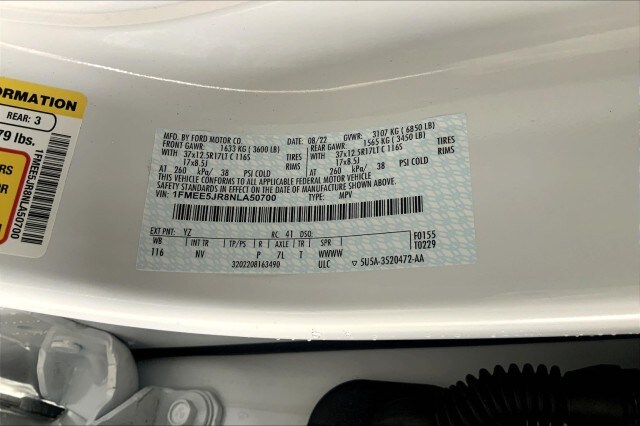 ORMATION
REAR: 3
79 lbs.
1FMEE5JR8NLA50700
MFD. BY FORD MOTOR CO.
DATE: 08/22 GVWR: 3107 KG ( 6850 LB)
FRONT GAWR: 1633 KG ( 3600 LB)
REAR GAWR: 1565 KG ( 3450 LB)
WITH 37x12.5R17LT C 116S TIRES
WITH 37x12.5R17LT C 116S TIRES
17x8.5J RIMS
17x8.5J RIMS
AT 260 kPa/ 38 PSI COLD
AT 260 kPa/ 38 PSI COLD
THIS VEHICLE CONFORMS TO ALL APPLICABLE FEDERAL MOTOR VEHICLE
SAFETY STANDARDS IN EFFECT ON THE DATE OF MANUFACTURE SHOWN ABOVE.
VIN: 1FMEE5JR8NLA50700 TYPE: MPV
EXT PNT: YZ RC: 41 DSO: F0155
WB INT TR TP/PS R AXLE TR SPR T0229
116 NV P 7L T WWWW
3202208163490 ULC ▽ 5U5A-3520472-AA